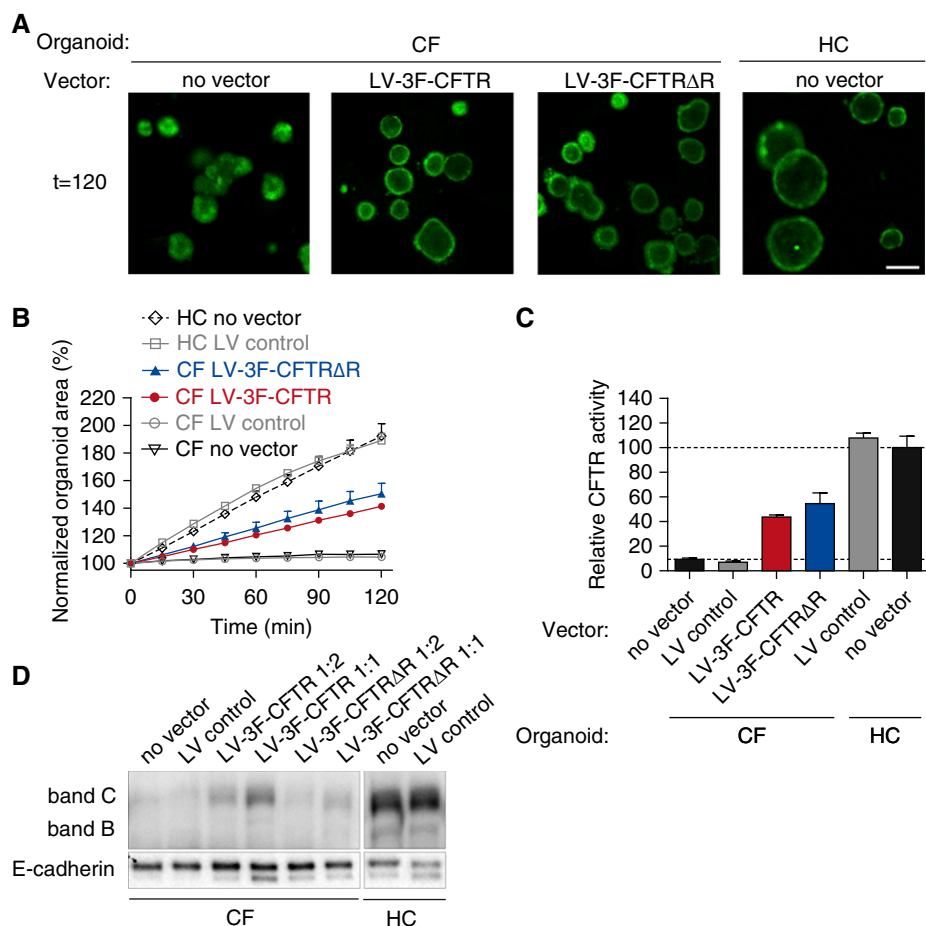 A
Organoid: CF HC
Vector: no vector LV-3F-CFTR LV-3F-CFTRΔR no vector
t=120
B
HC no vector
HC LV control
CF LV-3F-CFTRΔR
CF LV-3F-CFTR
CF LV control
CF no vector
Normalized organoid area (%)
220
200
180
160
140
120
100
0 30 60 90 120
Time (min)
C
Relative CFTR activity
140
120
100
80
60
40
20
0
Vector: no vector LV control LV-3F-CFTR LV-3F-CFTRΔR LV control no vector
Organoid: CF HC
D
no vector LV control LV-3F-CFTR 1:2 LV-3F-CFTR 1:1 LV-3F-CFTRΔR 1:2 LV-3F-CFTRΔR 1:1 no vector LV control
band C
band B
E-cadherin
CF HC